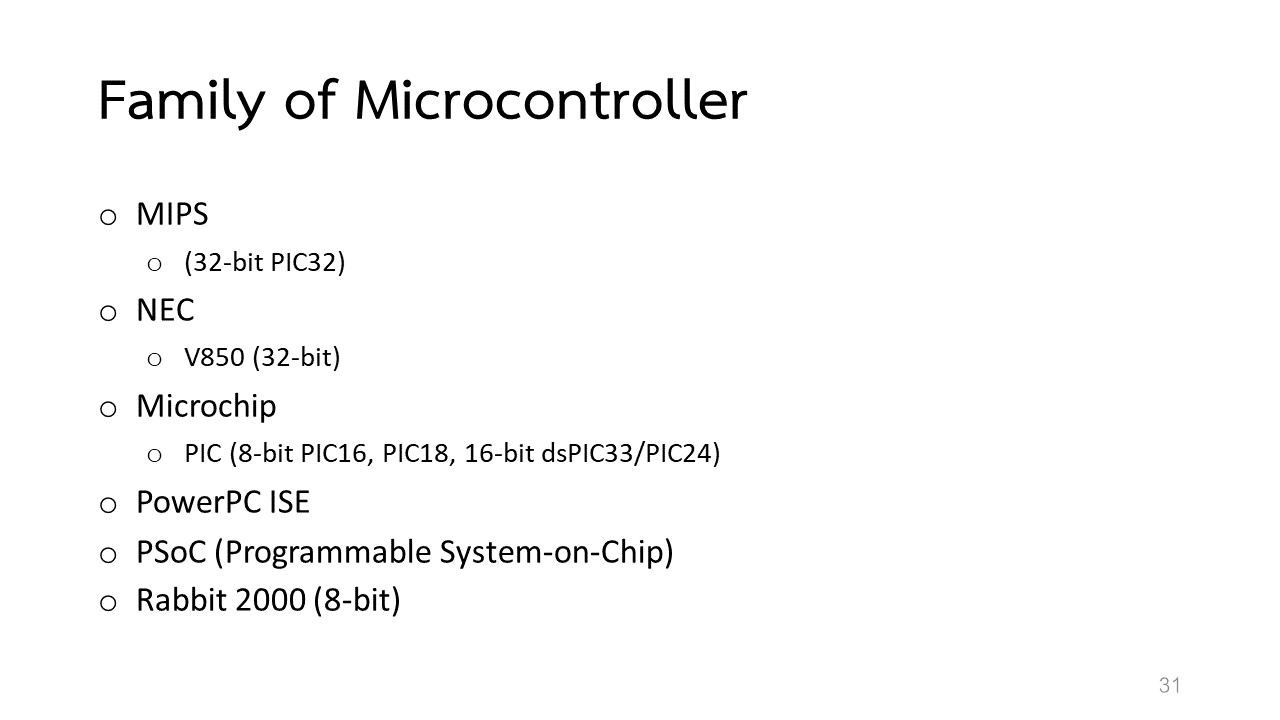 Family of Microcontroller
o MIPS
o (32-bit PIC32)
o NEC
o V850 (32-bit)
o Microchip
o PIC (8-bit PIC16, PIC18, 16-bit dsPIC33/PIC24)
o PowerPC ISE
o PSoC (Programmable System-on-Chip)
o Rabbit 2000 (8-bit)
31